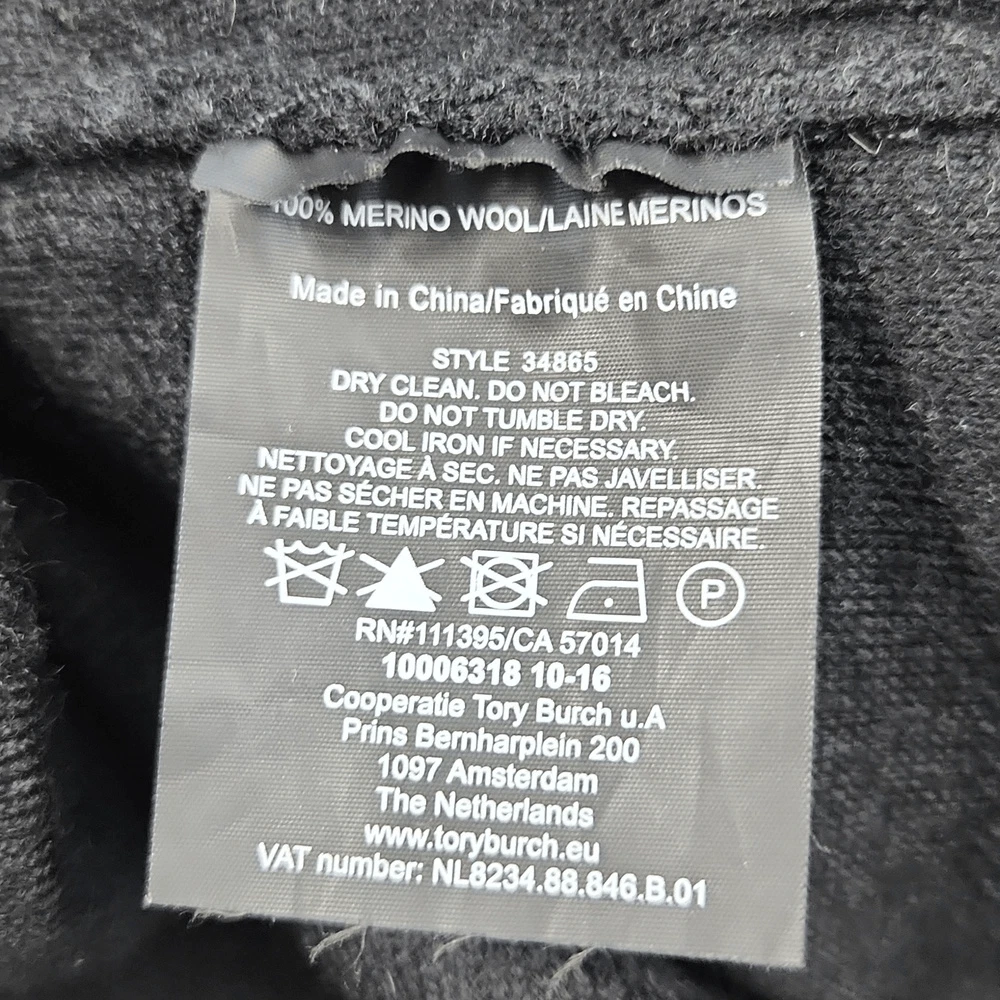 100% MERINO WOOL/LAINE MERINOS
Made in China/Fabriqué en Chine
STYLE 34865
DRY CLEAN. DO NOT BLEACH.
DO NOT TUMBLE DRY.
COOL IRON IF NECESSARY.
NETTOYAGE À SEC. NE PAS JAVELLISER.
NE PAS SÉCHER EN MACHINE. REPASSAGE
À FAIBLE TEMPÉRATURE SI NÉCESSAIRE.
P
RN#111395/CA 57014
10006318 10-16
Cooperatie Tory Burch u.A
Prins Bernharplein 200
1097 Amsterdam
The Netherlands
www.toryburch.eu
VAT number: NL8234.88.846.B.01